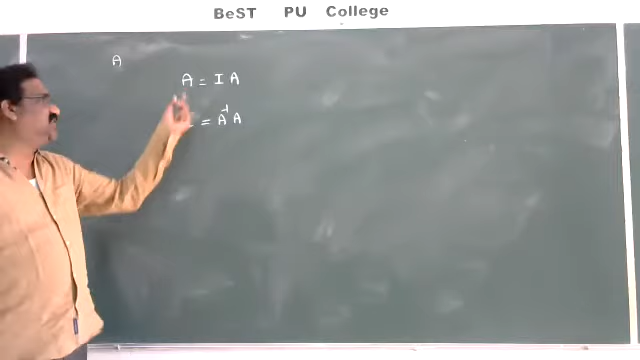 BeST PU College
A
A = I A
= A⁻¹ A